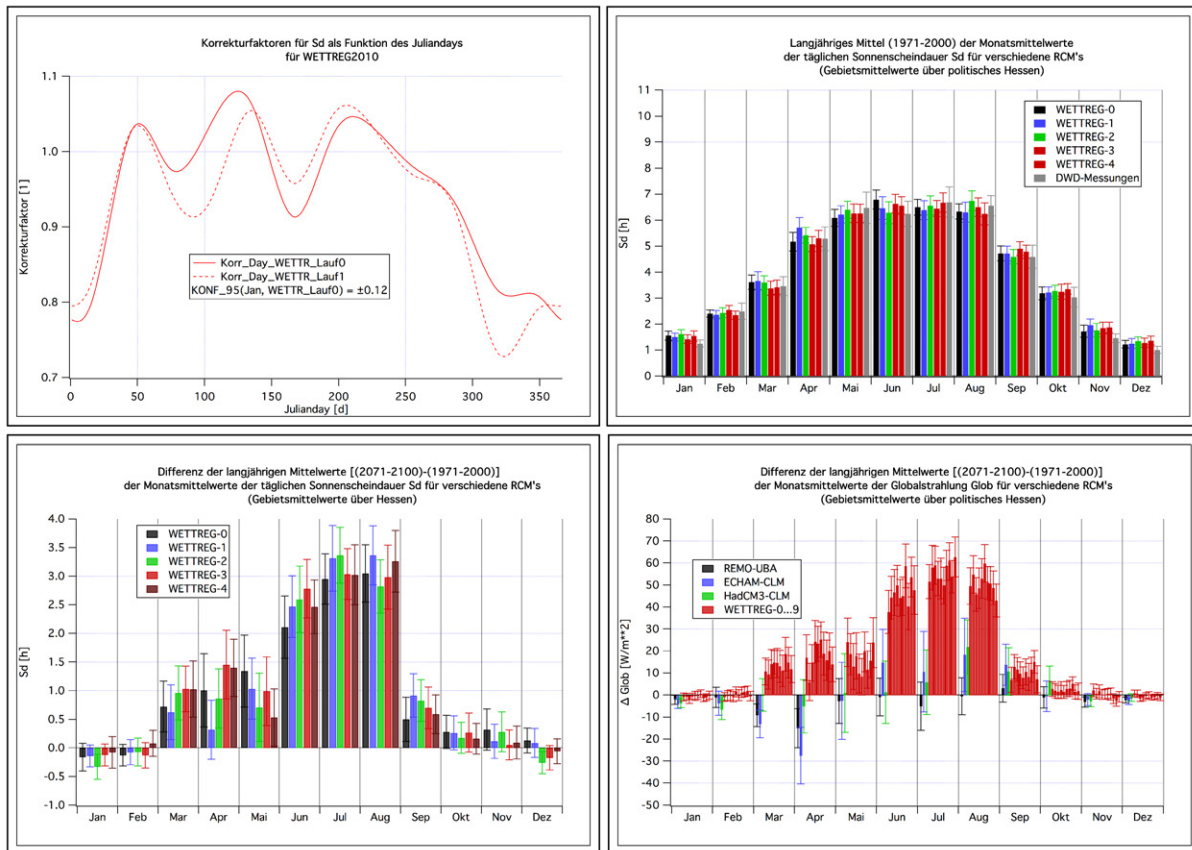 Korrekturfaktoren für Sd als Funktion des Juliandays
für WETTREG2010
Korrekturfaktor [1]
1.1
1.0
0.9
0.8
0.7
Korr_Day_WETTR_Lauf0
Korr_Day_WETTR_Lauf1
KONF_95(Jan, WETTR_Lauf0) = ±0.12
0 50 100 150 200 250 300 350
Julianday [d]
Langjähriges Mittel (1971-2000) der Monatsmittelwerte
der täglichen Sonnenscheindauer Sd für verschiedene RCM's
(Gebietsmittelwerte über politisches Hessen)
Sd [h]
11
10
9
8
7
6
5
4
3
2
1
0
WETTREG-0
WETTREG-1
WETTREG-2
WETTREG-3
WETTREG-4
DWD-Messungen
Jan Feb Mar Apr Mai Jun Jul Aug Sep Okt Nov Dez
Differenz der langjährigen Mittelwerte [(2071-2100)-(1971-2000)]
der Monatsmittelwerte der täglichen Sonnenscheindauer Sd für verschiedene RCM's
(Gebietsmittelwerte über Hessen)
Sd [h]
4.0
3.5
3.0
2.5
2.0
1.5
1.0
0.5
0.0
-0.5
-1.0
WETTREG-0
WETTREG-1
WETTREG-2
WETTREG-3
WETTREG-4
Jan Feb Mar Apr Mai Jun Jul Aug Sep Okt Nov Dez
Differenz der langjährigen Mittelwerte [(2071-2100)-(1971-2000)]
der Monatsmittelwerte der Globalstrahlung Glob für verschiedene RCM's
(Gebietsmittelwerte über politisches Hessen)
Δ Glob [W/m**2]
80
70
60
50
40
30
20
10
0
-10
-20
-30
-40
-50
REMO-UBA
ECHAM-CLM
HadCM3-CLM
WETTREG-0...9
Jan Feb Mar Apr Mai Jun Jul Aug Sep Okt Nov Dez